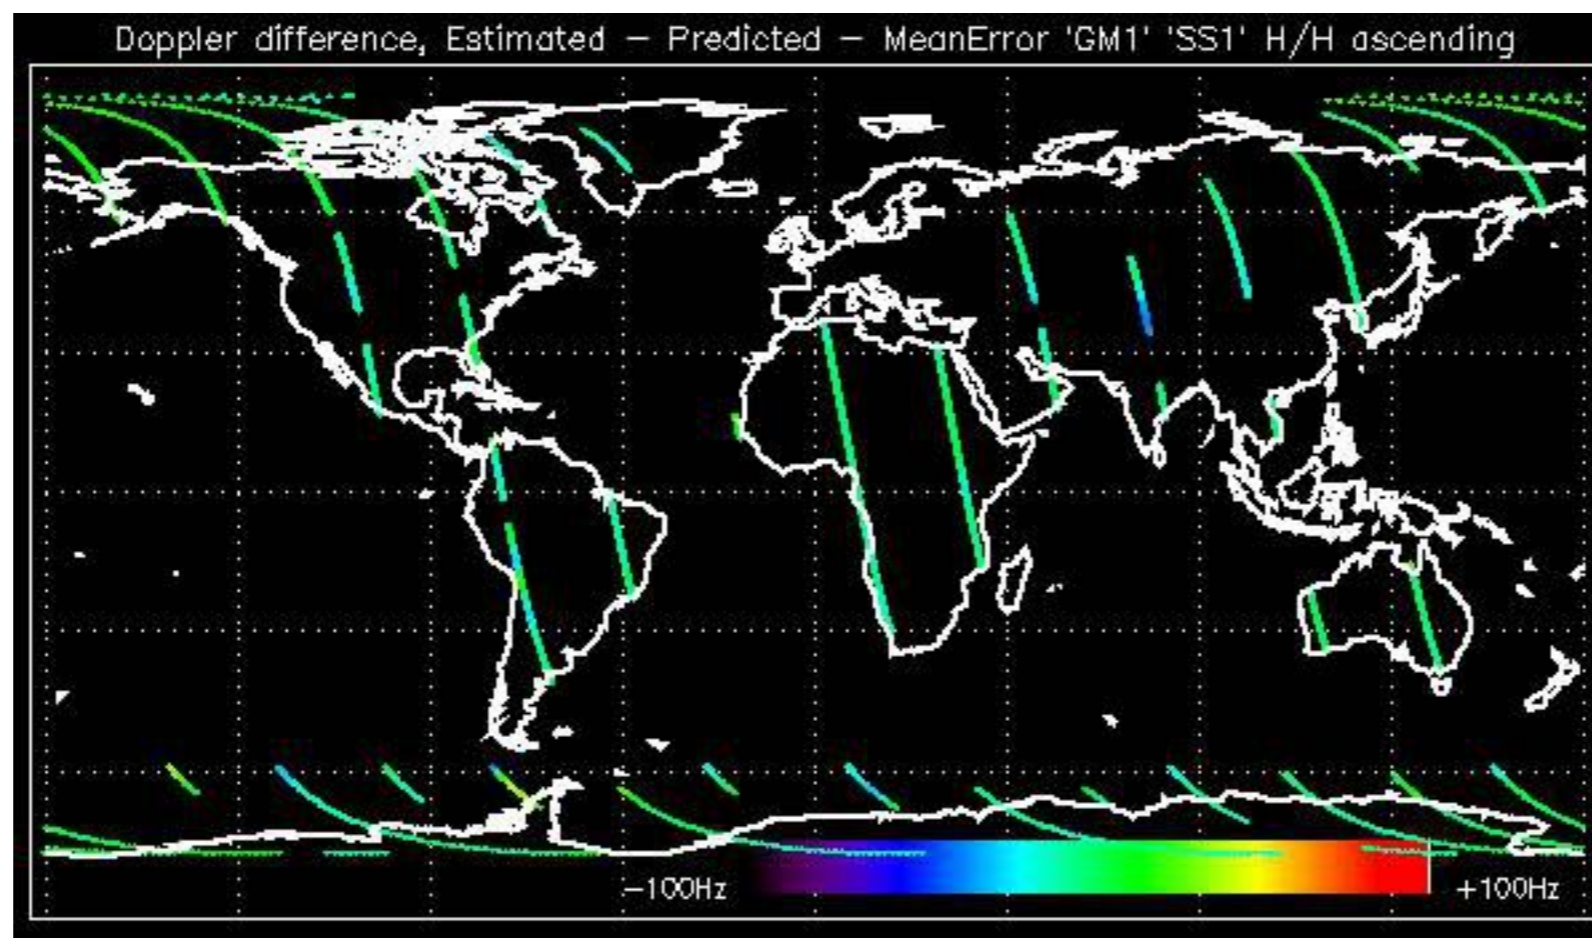 Doppler difference, Estimated − Predicted − MeanError 'GM1' 'SS1' H/H ascending
−100Hz
+100Hz